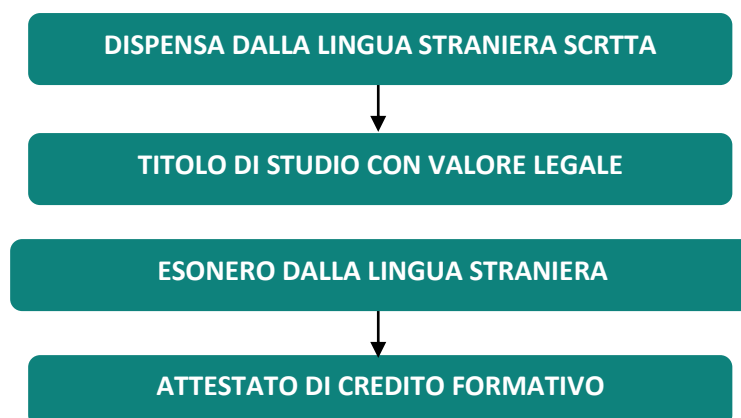 DISPENSA DALLA LINGUA STRANIERA SCRTTA
TITOLO DI STUDIO CON VALORE LEGALE
ESONERO DALLA LINGUA STRANIERA
ATTESTATO DI CREDITO FORMATIVO